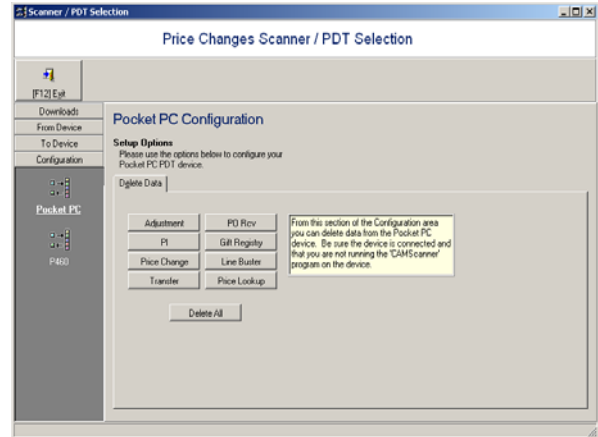 Scanner / PDT Selection
Price Changes Scanner / PDT Selection
[F12] Exit
Downloads
From Device
To Device
Configuration
Pocket PC
P460
Pocket PC Configuration
Setup Options
Please use the options below to configure your
Pocket PC PDT device.
Delete Data
Adjustment
PO Rcv
PI
Gift Registry
Price Change
Line Buster
Transfer
Price Lookup
Delete All
From this section of the Configuration area
you can delete data from the Pocket PC
device. Be sure the device is connected and
that you are not running the 'CAMScanner'
program on the device.